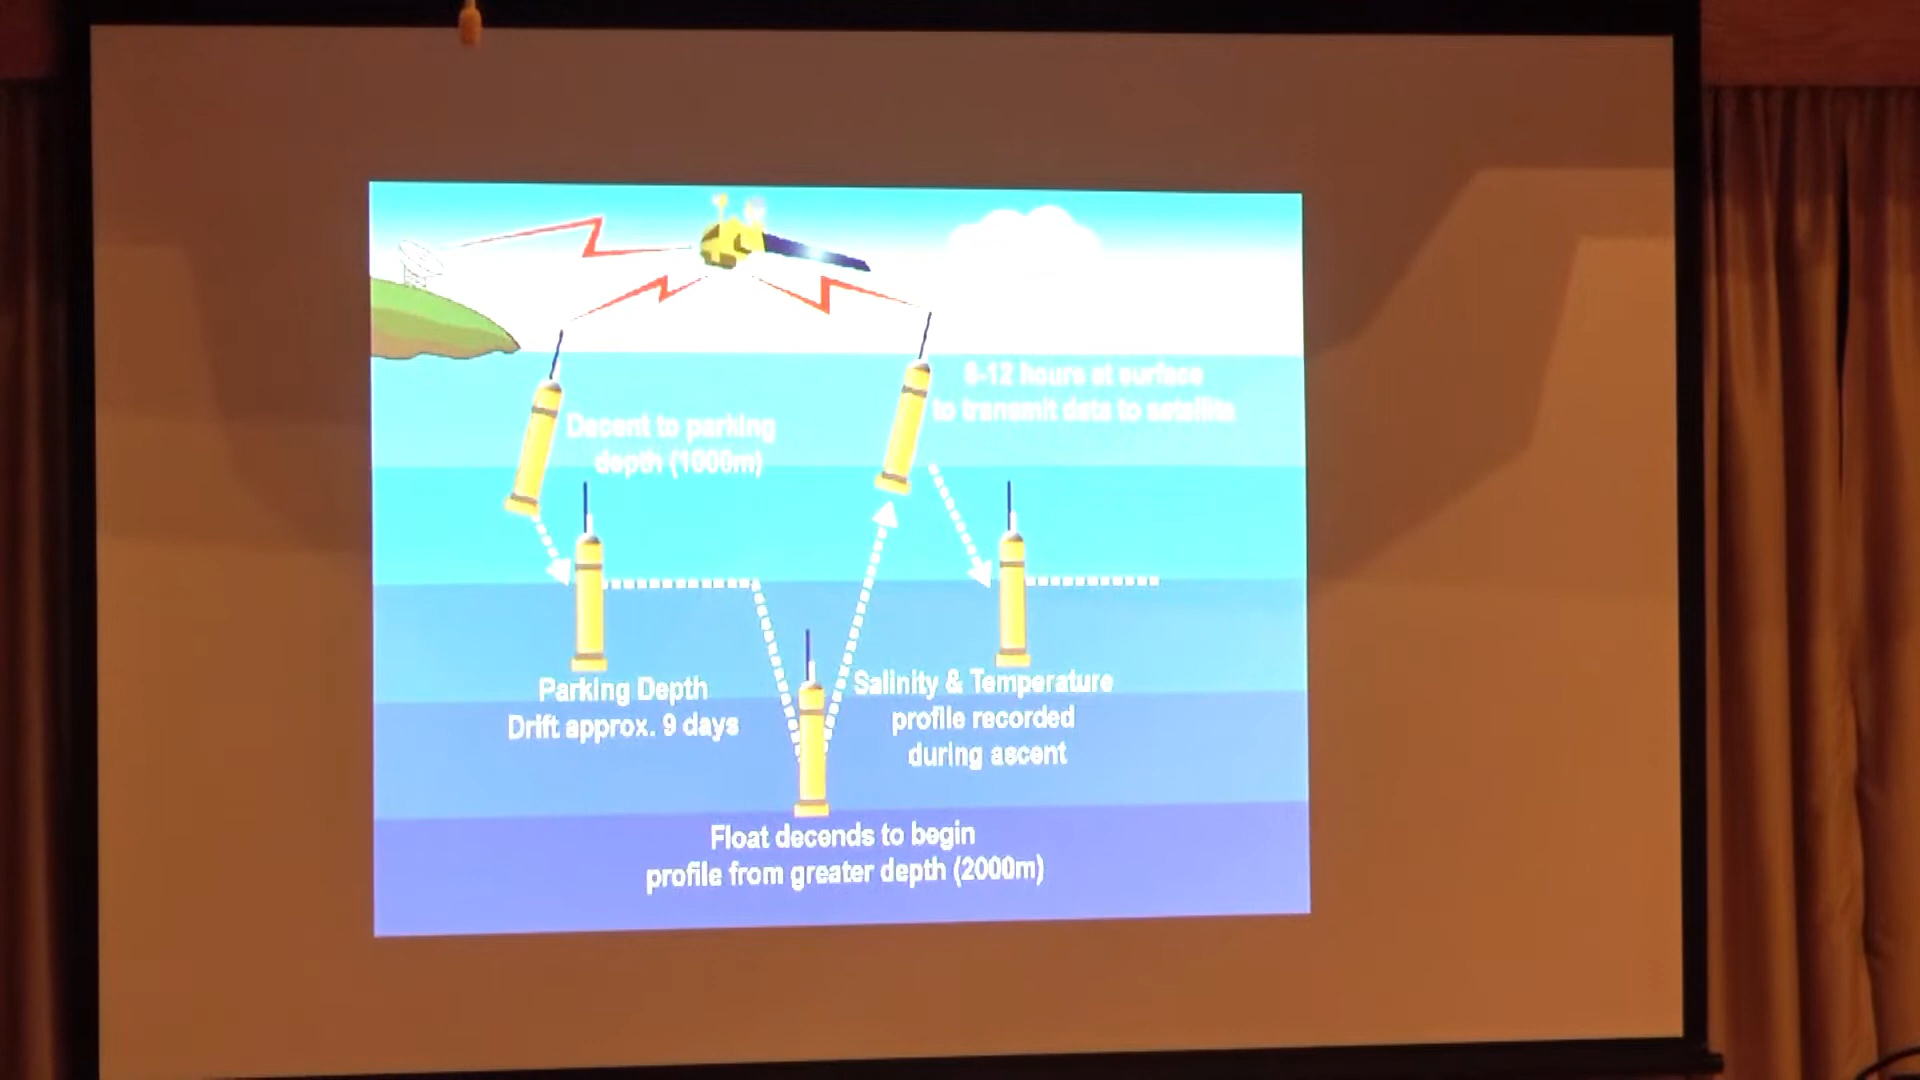 6-12 hours at surface
to transmit data to satellite
Decent to parking
depth (1000m)
Parking Depth
Drift approx. 9 days
Salinity & Temperature
profile recorded
during ascent
Float decends to begin
profile from greater depth (2000m)